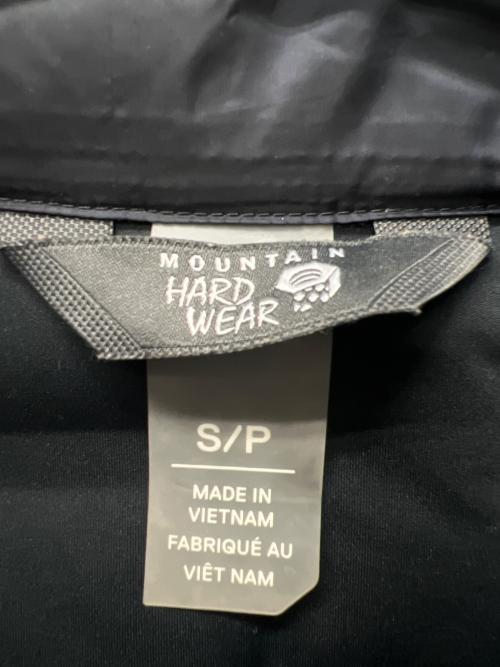 MOUNTAIN
HARD
WEAR
S/P
MADE IN
VIETNAM
FABRIQUÉ AU
VIÊT NAM